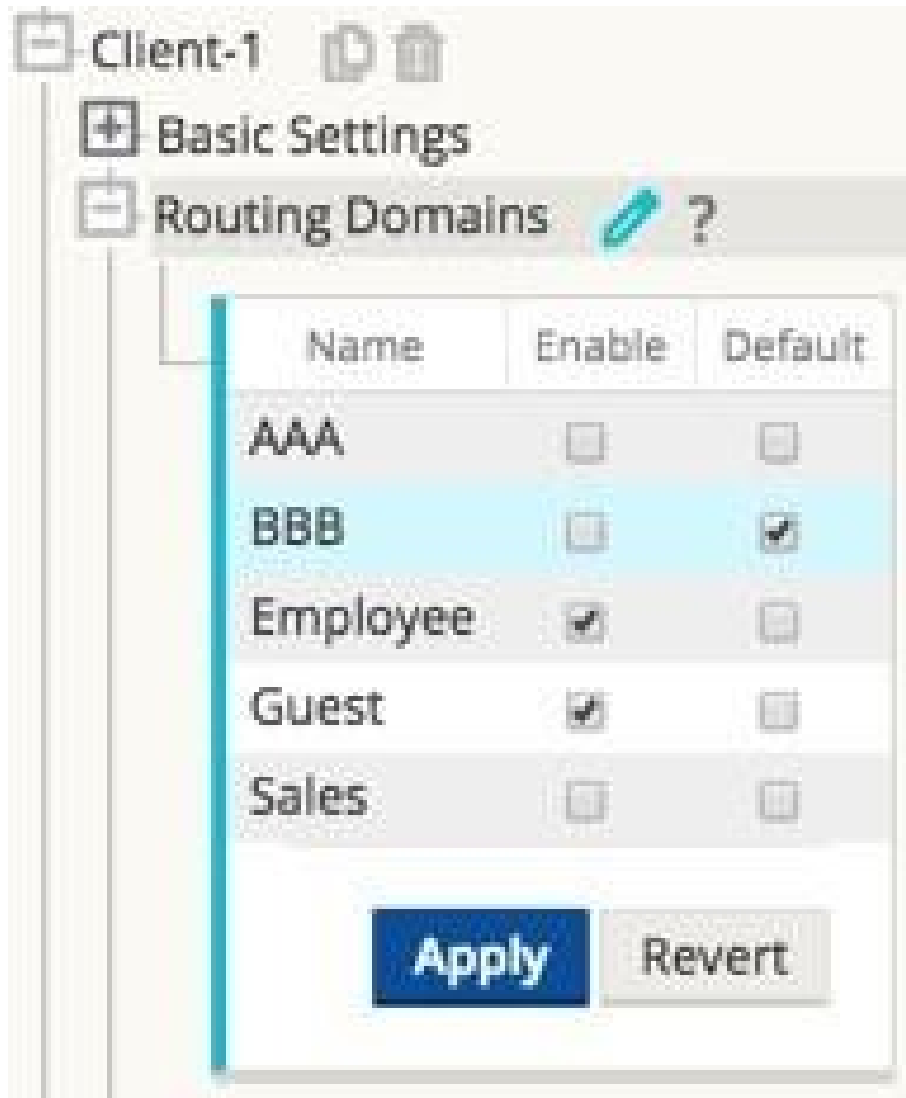 Client-1
Basic Settings
Routing Domains ?
Name Enable Default
AAA
BBB
Employee
Guest
Sales
Apply Revert